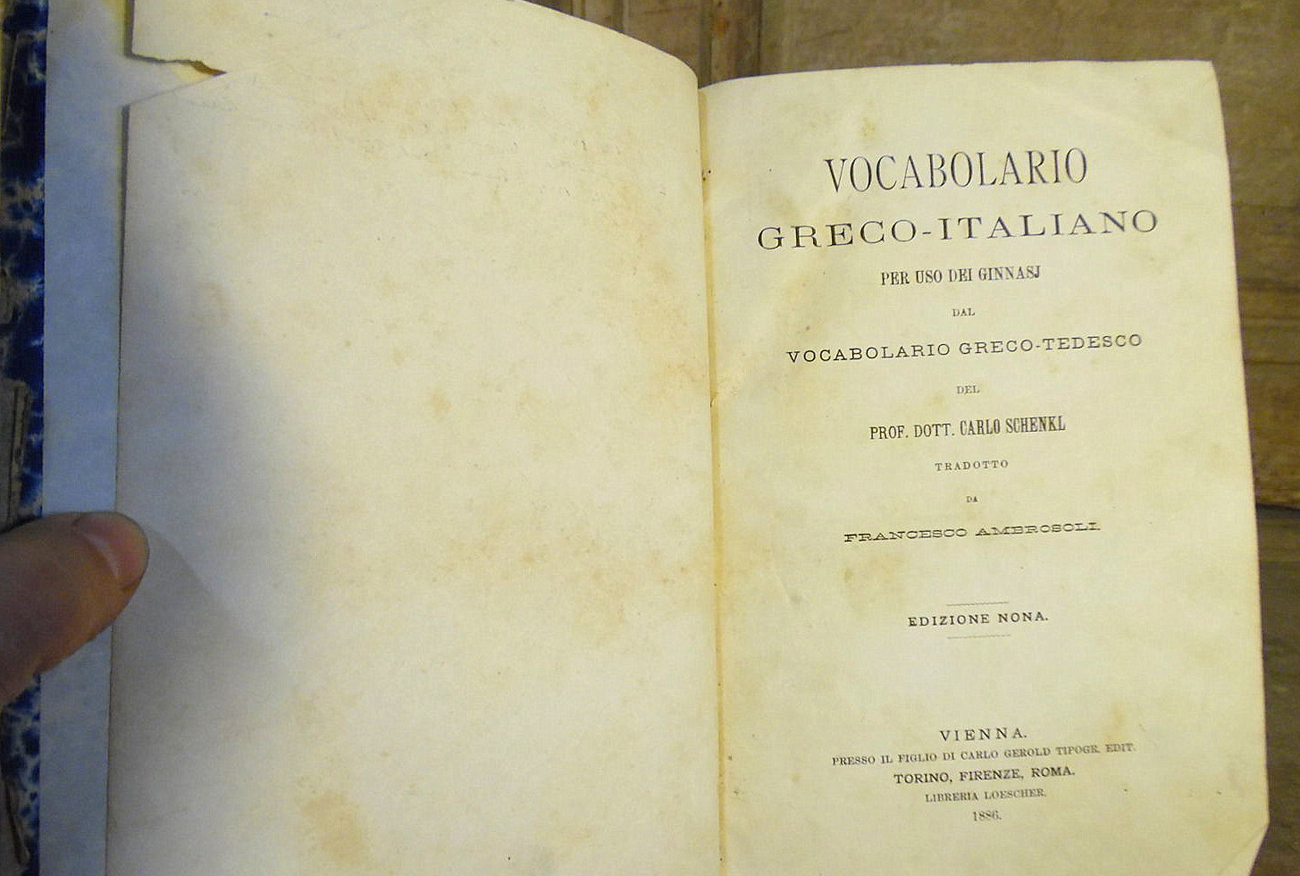 VOCABOLARIO
GRECO-ITALIANO
PER USO DEI GINNASJ
DAL
VOCABOLARIO GRECO-TEDESCO
DEL
PROF. DOTT. CARLO SCHENKL
TRADOTTO
DA
FRANCESCO AMBROSOLI.
EDIZIONE NONA.
VIENNA.
PRESSO IL FIGLIO DI CARLO GEROLD TIPOGR. EDIT.
TORINO, FIRENZE, ROMA.
LIBRERIA LOESCHER.
1886.